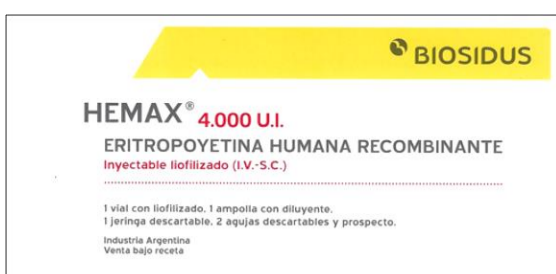 BIOSIDUS
HEMAX® 4.000 U.I.
ERITROPOYETINA HUMANA RECOMBINANTE
Inyectable liofilizado (I.V.-S.C.)
1 vial con liofilizado, 1 ampolla con diluyente,
1 jeringa descartable, 2 agujas descartables y prospecto.
Industria Argentina
Venta bajo receta